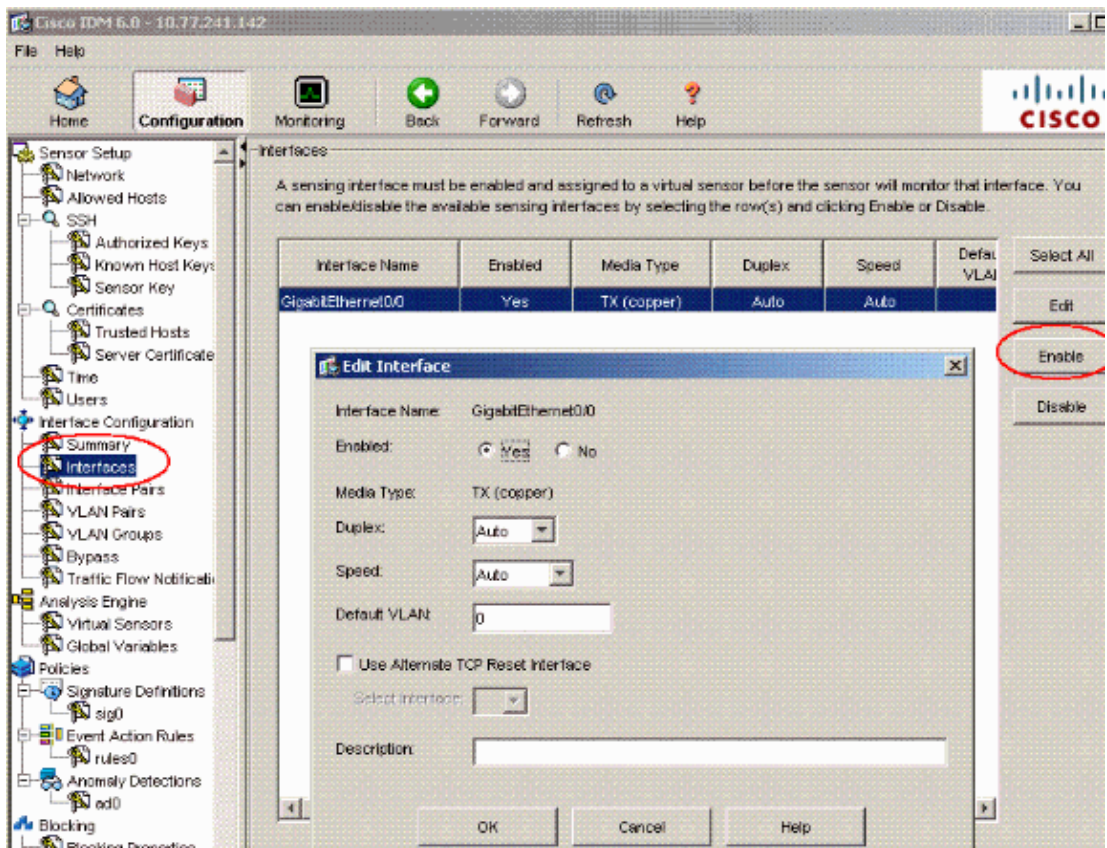 Cisco IDM 6.0 - 10.77.241.142
File Help
Home Configuration Monitoring Back Forward Refresh Help
CISCO
Sensor Setup
Network
Allowed Hosts
SSH
Authorized Keys
Known Host Keys
Sensor Key
Certificates
Trusted Hosts
Server Certificate
Time
Users
Interface Configuration
Summary
Interfaces
Interface Pairs
VLAN Pairs
VLAN Groups
Bypass
Traffic Flow Notificati
Analysis Engine
Virtual Sensors
Global Variables
Policies
Signature Definitions
sig0
Event Action Rules
rules0
Anomaly Detections
ad0
Blocking
Blocking Properties
Interfaces
A sensing interface must be enabled and assigned to a virtual sensor before the sensor will monitor that interface. You
can enable/disable the available sensing interfaces by selecting the row(s) and clicking Enable or Disable.
Interface Name Enabled Media Type Duplex Speed Defau
VLAN
GigabitEthernet0/0 Yes TX (copper) Auto Auto
Select All
Edit
Enable
Disable
Edit Interface
Interface Name: GigabitEthernet0/0
Enabled: Yes No
Media Type: TX (copper)
Duplex: Auto
Speed: Auto
Default VLAN: 0
Use Alternate TCP Reset Interface
Select Interface:
Description:
OK Cancel Help